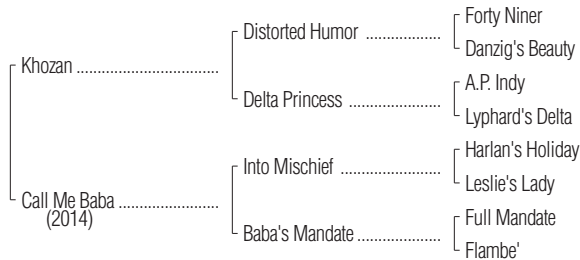 Forty Niner
Distorted Humor ..................
Danzig's Beauty
Khozan .................................
A.P. Indy
Delta Princess ......................
Lyphard's Delta
Harlan's Holiday
Into Mischief ........................
Leslie's Lady
Call Me Baba .......................
(2014)
Full Mandate
Baba's Mandate ....................
Flambe'